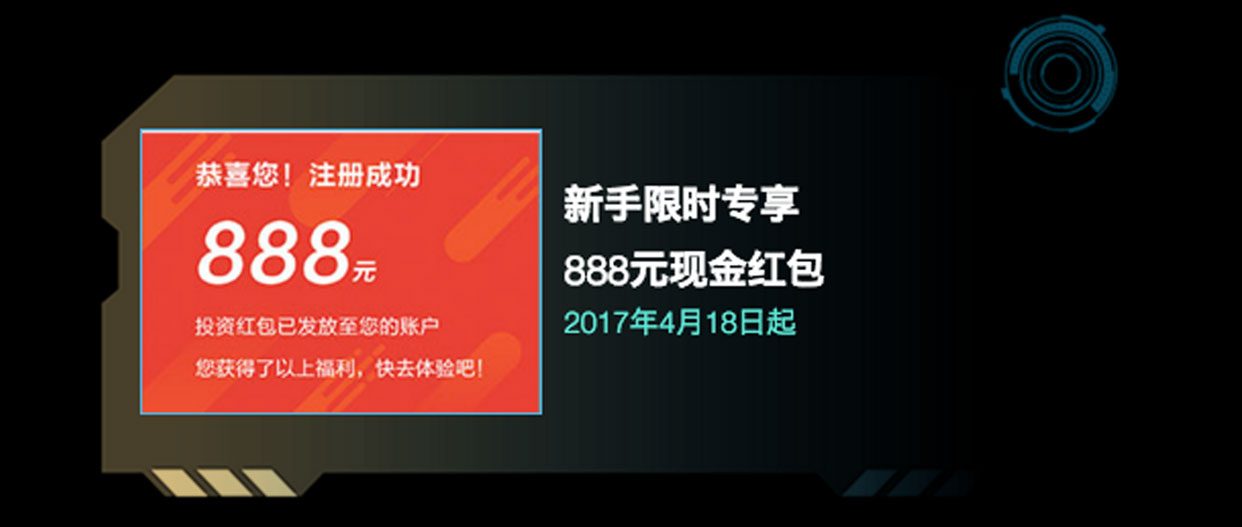 恭喜您！注册成功
888元
投资红包已发放至您的账户
您获得了以上福利，快去体验吧！
新手限时专享
888元现金红包
2017年4月18日起